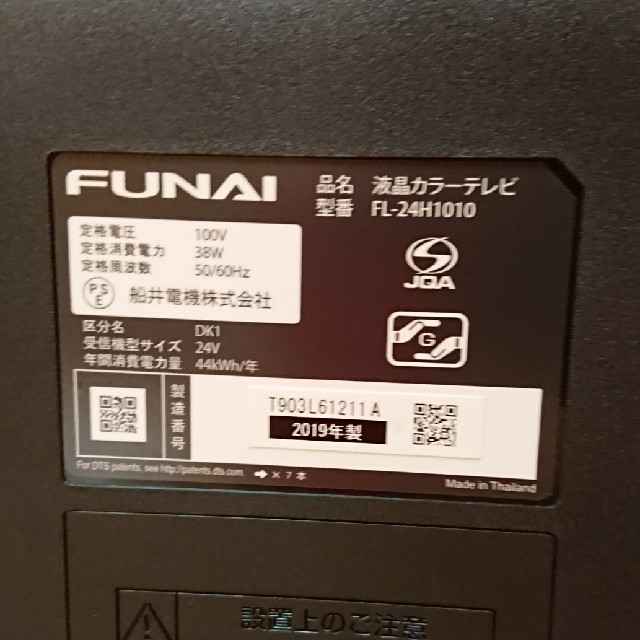 FUNAI
品名 液晶カラーテレビ
型番 FL-24H1010
定格電圧 100V
定格消費電力 38W
定格周波数 50/60Hz
PSE 船井電機株式会社
JQA
G
区分名 DK1
受信機型サイズ 24V
年間消費電力量 44kWh/年
製造番号
T903L61211A
2019年製
For DTS patents, see http://patents.dts.com. ➔×7本
Made in Thailand
設置上のご注意